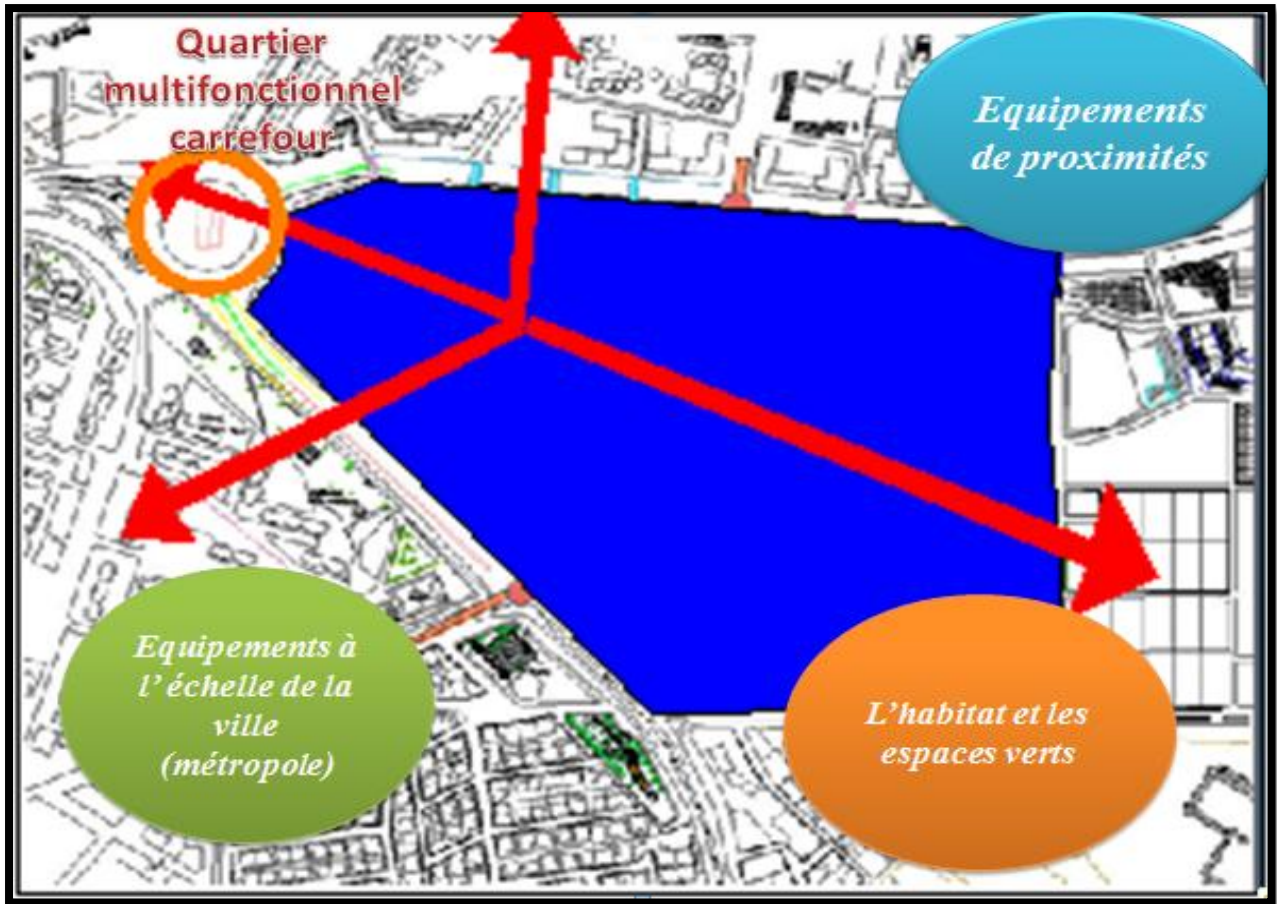 Quartier
multifonctionnel
carrefour
Equipements
de proximités
Equipements à
l’ échelle de la
ville
(métropole)
L’habitat et les
espaces verts